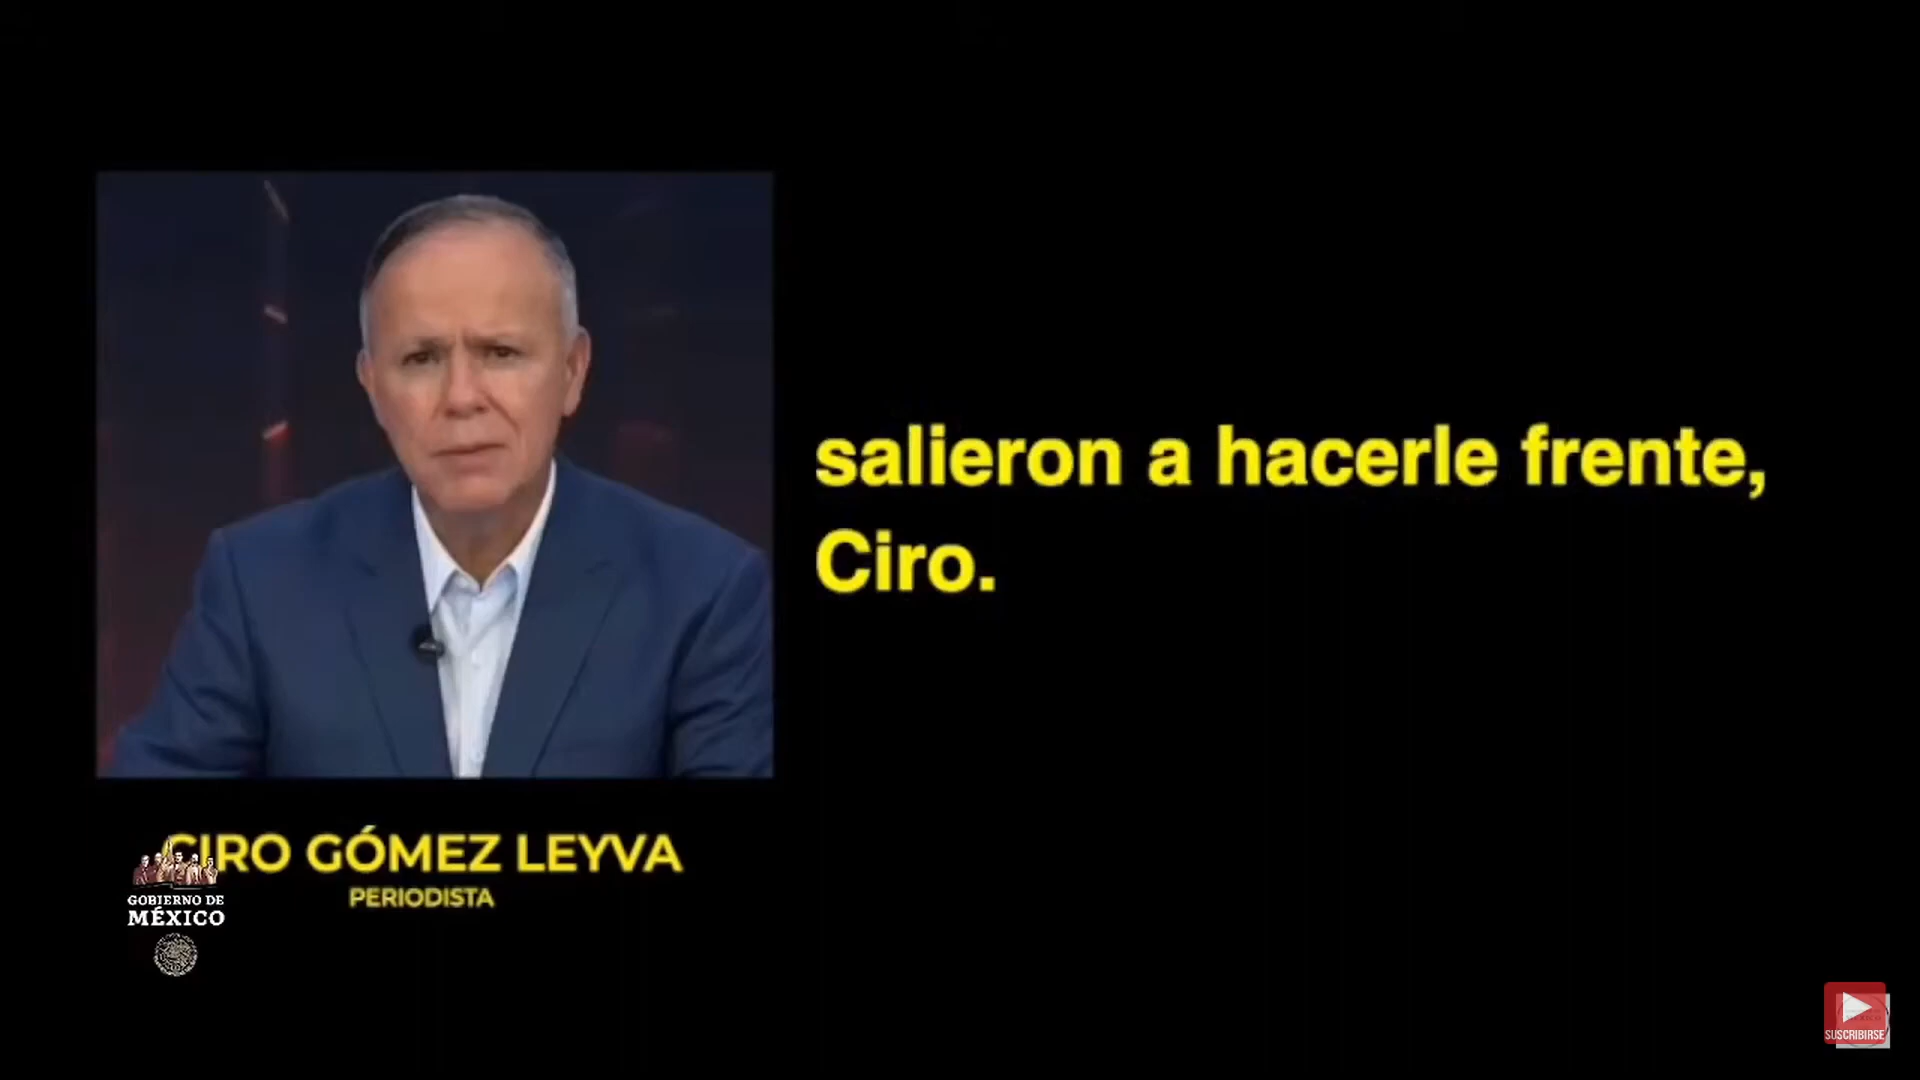 salieron a hacerle frente,
Ciro.
CIRO GÓMEZ LEYVA
PERIODISTA
GOBIERNO DE
MÉXICO
SUSCRIBIRSE